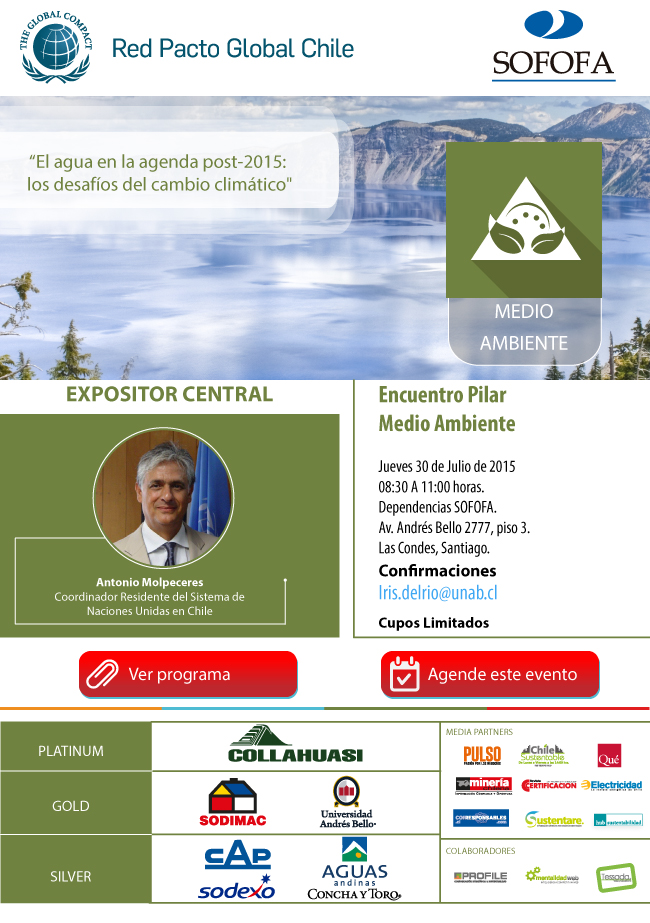 THE GLOBAL COMPACT
Red Pacto Global Chile
SOFOFA
“El agua en la agenda post-2015:
los desafíos del cambio climático"
MEDIO
AMBIENTE
EXPOSITOR CENTRAL
Antonio Molpeceres
Coordinador Residente del Sistema de
Naciones Unidas en Chile
Encuentro Pilar
Medio Ambiente
Jueves 30 de Julio de 2015
08:30 A 11:00 horas.
Dependencias SOFOFA.
Av. Andrés Bello 2777, piso 3.
Las Condes, Santiago.
Confirmaciones
Iris.delrio@unab.cl
Cupos Limitados
Ver programa
Agende este evento
PLATINUM
COLLAHUASI
GOLD
SODIMAC
Universidad
Andrés Bello
SILVER
CAP
sodexo
AGUAS
andinas
CONCHA Y TORO
MEDIA PARTNERS
PULSO
Chile
Sustentable
Qué
minería
CERTIFICACION
Electricidad
CORRESPONSABLES
Sustentare.
hub sustentabilidad
COLABORADORES
PROFILE
mentalidadweb